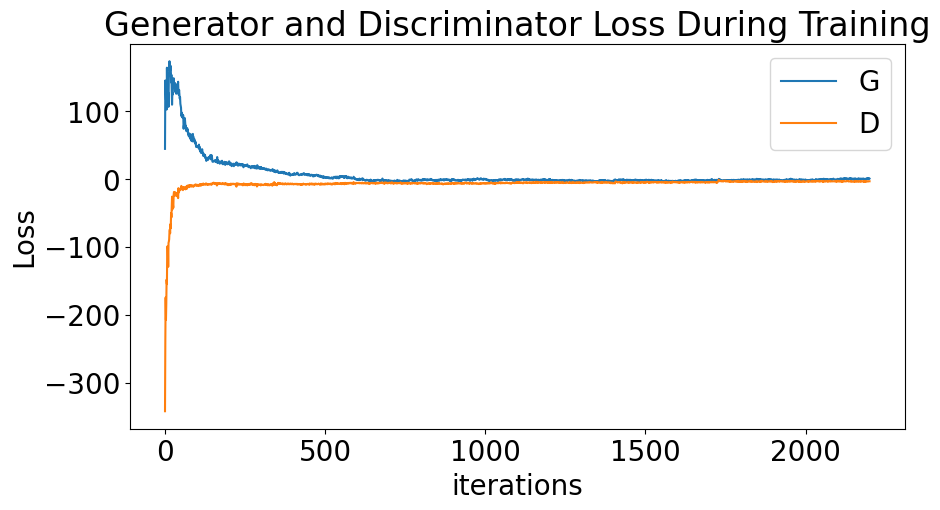 Generator and Discriminator Loss During Training
G
D
100
0
−100
−200
−300
Loss
0 500 1000 1500 2000
iterations